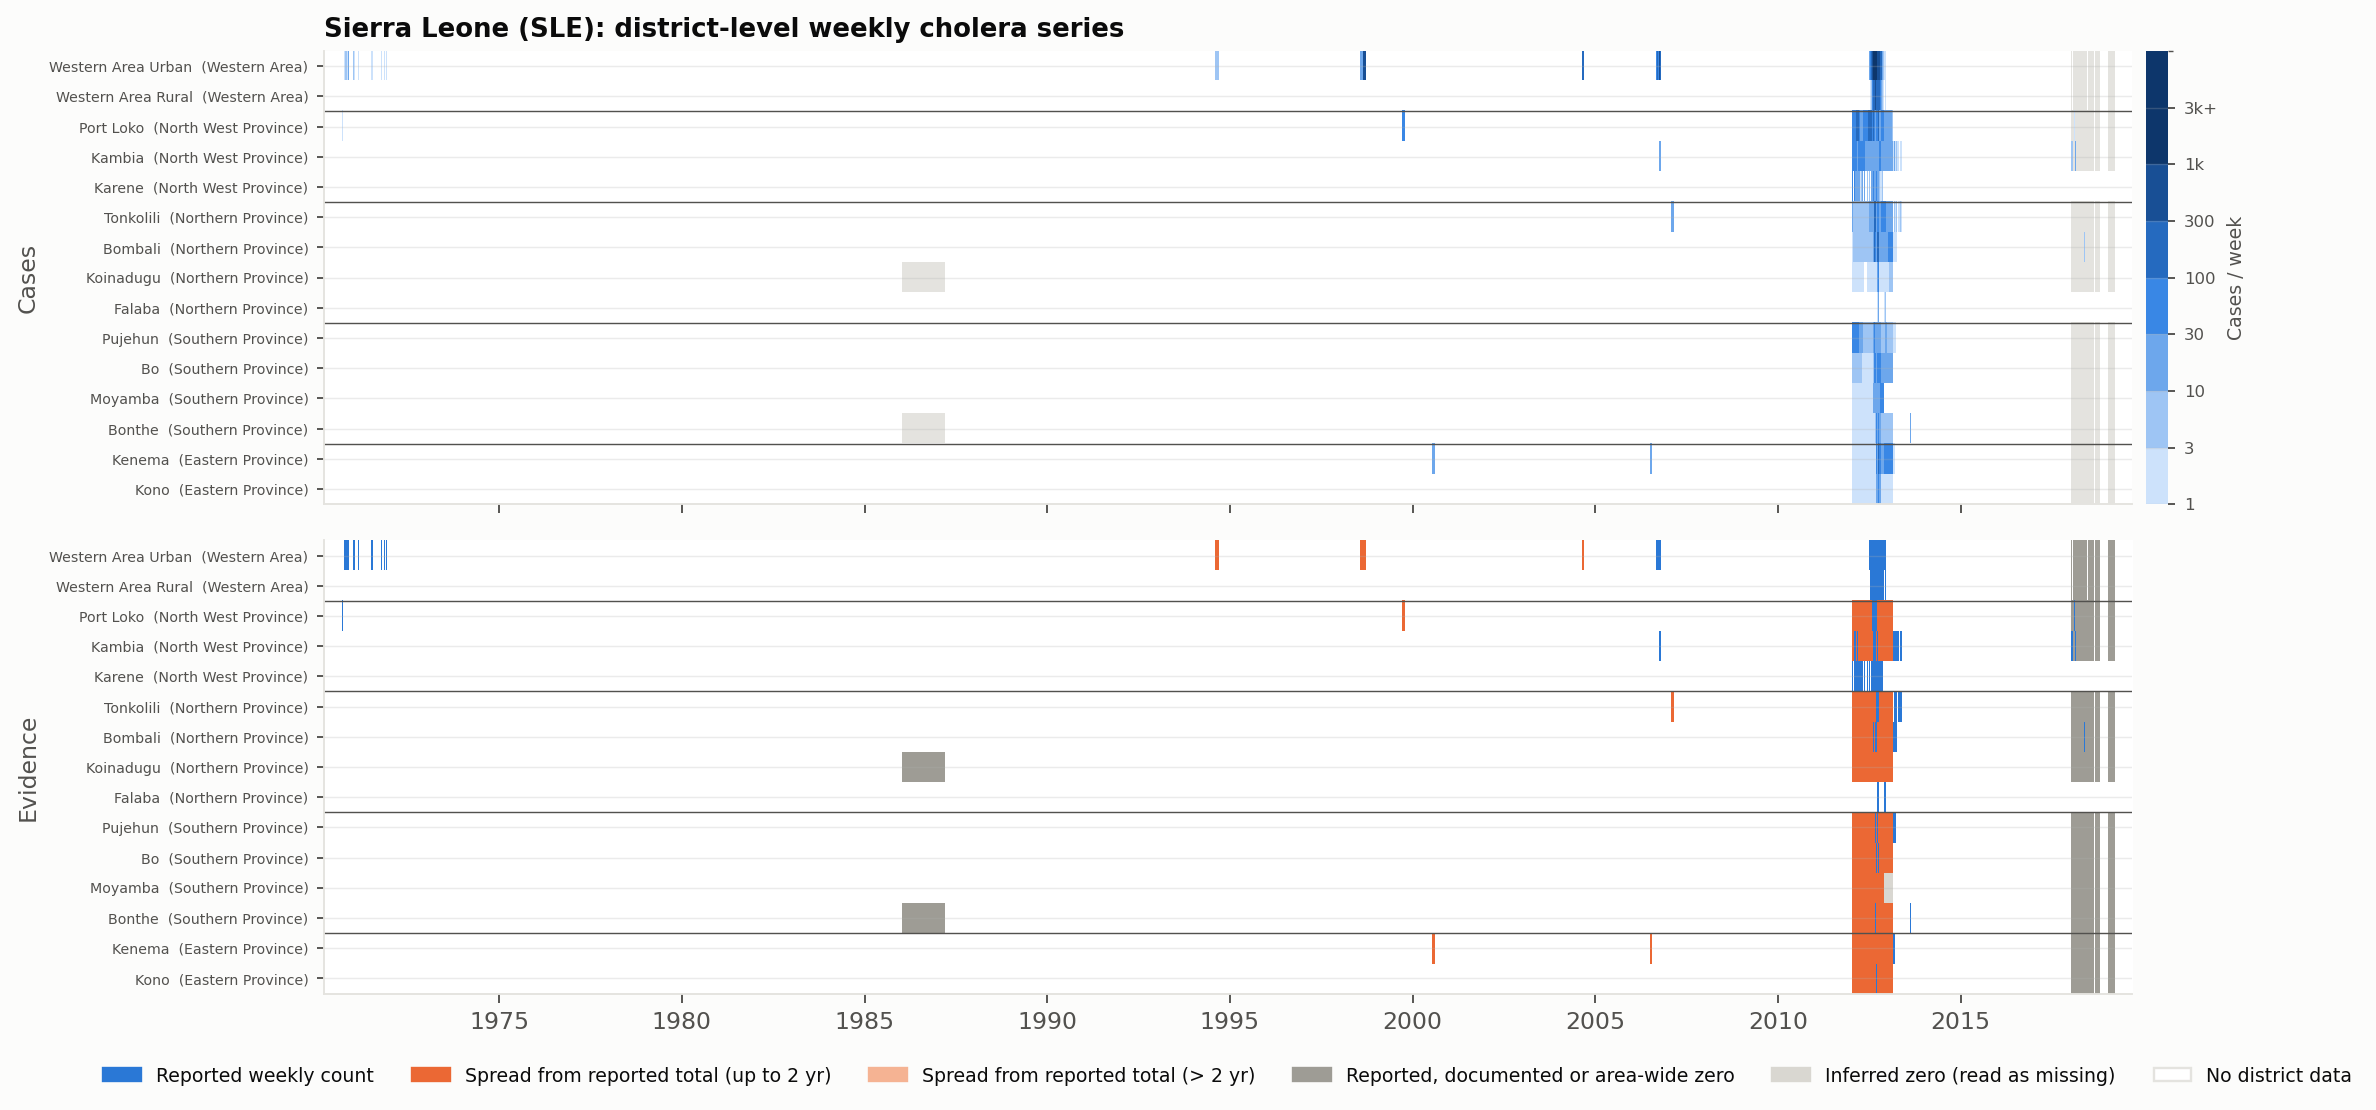 Sierra Leone (SLE): district-level weekly cholera series
Cases
Western Area Urban  (Western Area)
Western Area Rural  (Western Area)
Port Loko  (North West Province)
Kambia  (North West Province)
Karene  (North West Province)
Tonkolili  (Northern Province)
Bombali  (Northern Province)
Koinadugu  (Northern Province)
Falaba  (Northern Province)
Pujehun  (Southern Province)
Bo  (Southern Province)
Moyamba  (Southern Province)
Bonthe  (Southern Province)
Kenema  (Eastern Province)
Kono  (Eastern Province)
3k+
1k
300
100
30
10
3
1
Cases / week
Evidence
Western Area Urban  (Western Area)
Western Area Rural  (Western Area)
Port Loko  (North West Province)
Kambia  (North West Province)
Karene  (North West Province)
Tonkolili  (Northern Province)
Bombali  (Northern Province)
Koinadugu  (Northern Province)
Falaba  (Northern Province)
Pujehun  (Southern Province)
Bo  (Southern Province)
Moyamba  (Southern Province)
Bonthe  (Southern Province)
Kenema  (Eastern Province)
Kono  (Eastern Province)
1975 1980 1985 1990 1995 2000 2005 2010 2015
Reported weekly count Spread from reported total (up to 2 yr) Spread from reported total (> 2 yr) Reported, documented or area-wide zero Inferred zero (read as missing) No district data